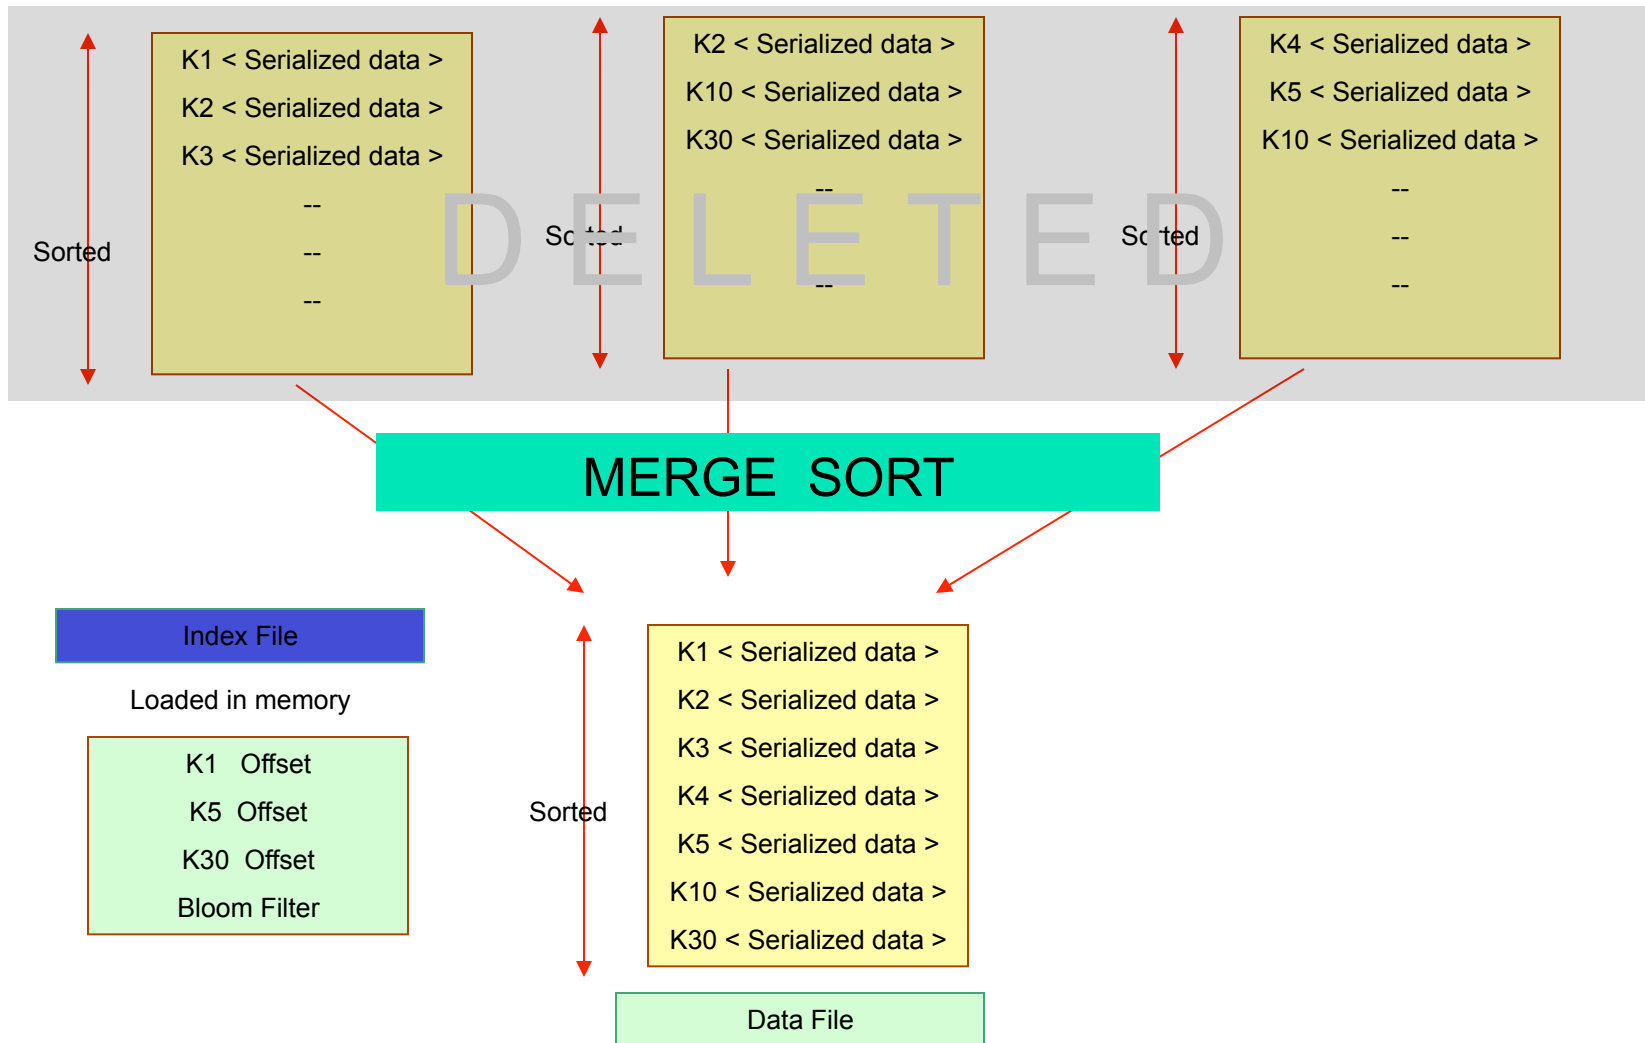 K1 < Serialized data >
K2 < Serialized data >
K3 < Serialized data >
--
--
--
Sorted
K2 < Serialized data >
K10 < Serialized data >
K30 < Serialized data >
--
--
Sorted
K4 < Serialized data >
K5 < Serialized data >
K10 < Serialized data >
--
--
--
Sorted
D E L E T E D
MERGE SORT
Index File
Loaded in memory
K1 Offset
K5 Offset
K30 Offset
Bloom Filter
Sorted
K1 < Serialized data >
K2 < Serialized data >
K3 < Serialized data >
K4 < Serialized data >
K5 < Serialized data >
K10 < Serialized data >
K30 < Serialized data >
Data File